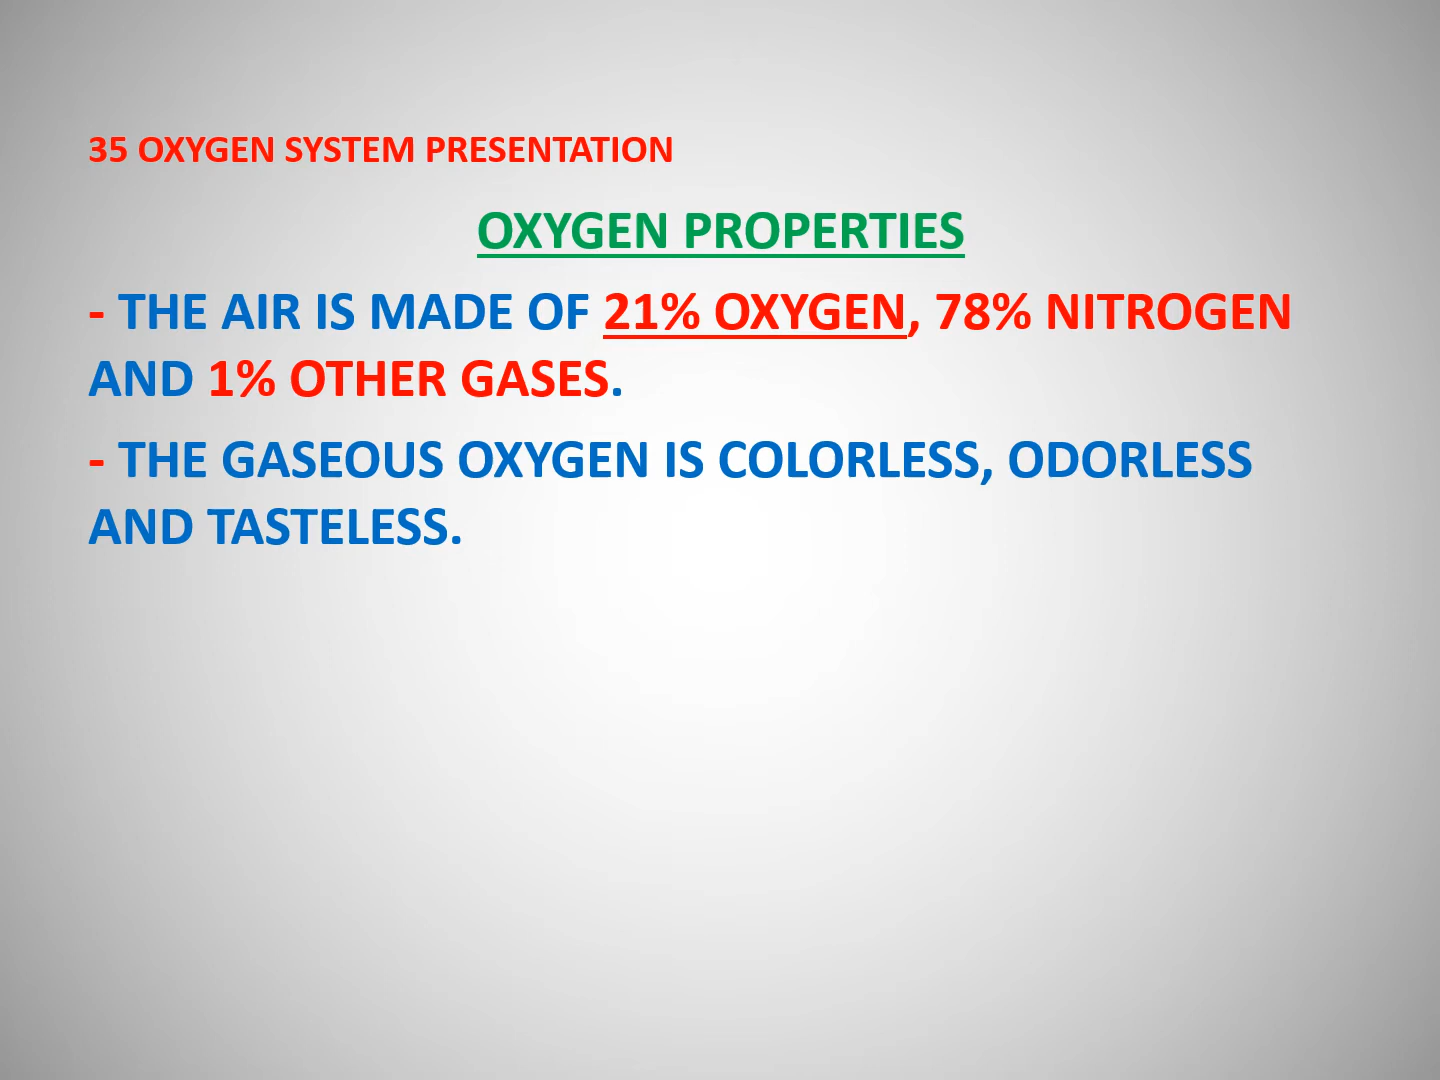 35 OXYGEN SYSTEM PRESENTATION
OXYGEN PROPERTIES
- THE AIR IS MADE OF 21% OXYGEN, 78% NITROGEN
AND 1% OTHER GASES.
- THE GASEOUS OXYGEN IS COLORLESS, ODORLESS
AND TASTELESS.